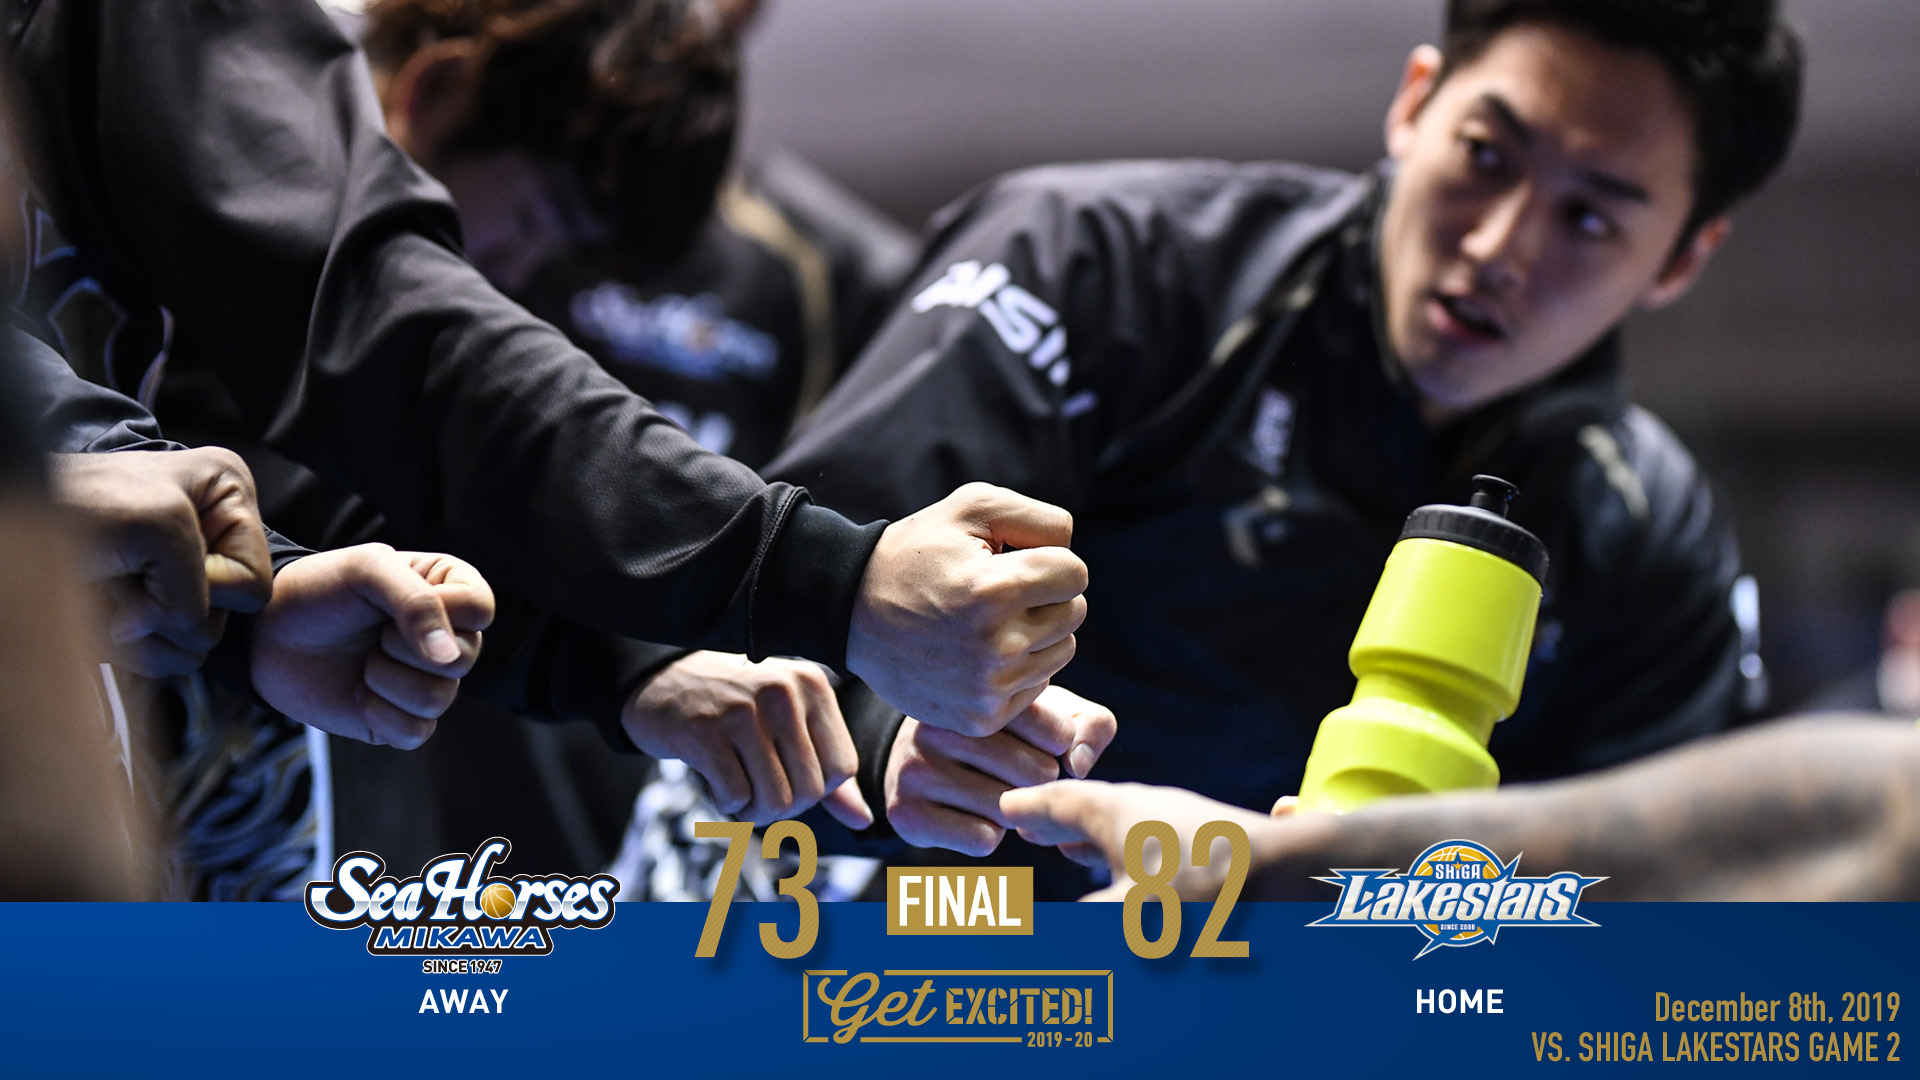 SeaHorses
MIKAWA
SINCE 1947
AWAY
73
FINAL
82
SHIGA
Lakestars
SINCE 2008
HOME
Get EXCITED!
2019-20
December 8th, 2019
VS. SHIGA LAKESTARS GAME 2